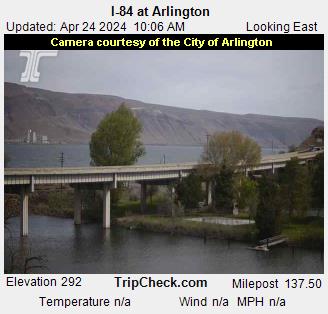 I-84 at Arlington
Updated: Apr 24 2024 10:06 AM Looking East
Camera courtesy of the City of Arlington
Elevation 292 TripCheck.com Milepost 137.50
Temperature n/a Wind n/a MPH n/a